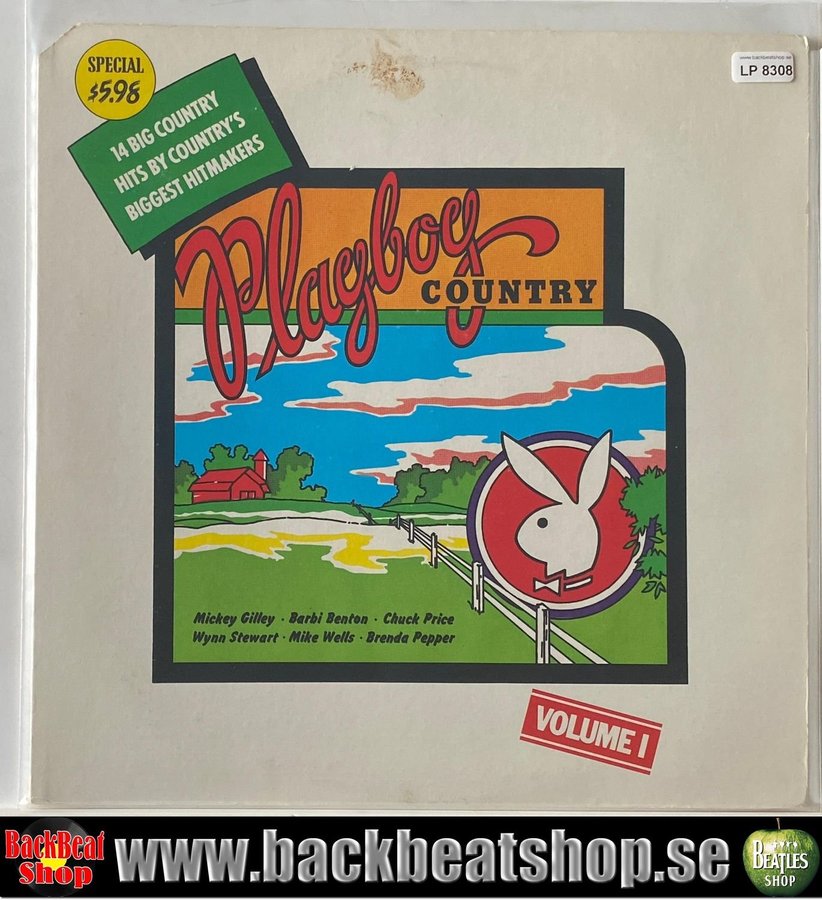 SPECIAL
$5.98
14 BIG COUNTRY
HITS BY COUNTRY'S
BIGGEST HITMAKERS
www.backbeatshop.se
LP 8308
Playboy
COUNTRY
Mickey Gilley · Barbi Benton · Chuck Price
Wynn Stewart · Mike Wells · Brenda Pepper
VOLUME I
BackBeat
Shop
www.backbeatshop.se
BEATLES
SHOP